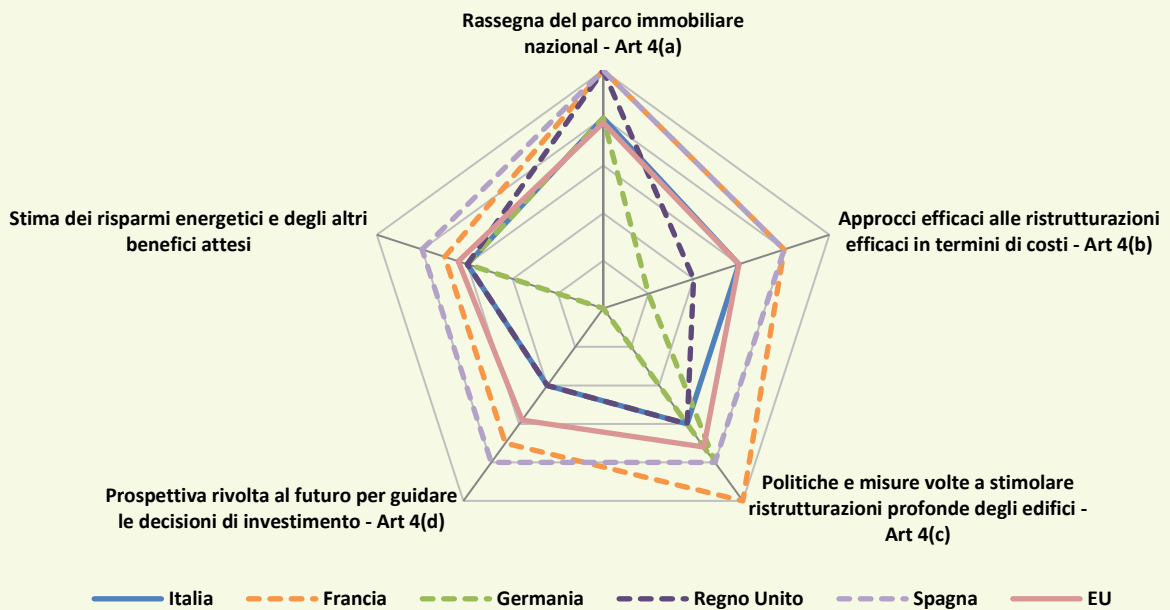 Rassegna del parco immobiliare
nazional - Art 4(a)
Stima dei risparmi energetici e degli altri
benefici attesi
Approcci efficaci alle ristrutturazioni
efficaci in termini di costi - Art 4(b)
Prospettiva rivolta al futuro per guidare
le decisioni di investimento - Art 4(d)
Politiche e misure volte a stimolare
ristrutturazioni profonde degli edifici -
Art 4(c)
Italia Francia Germania Regno Unito Spagna EU